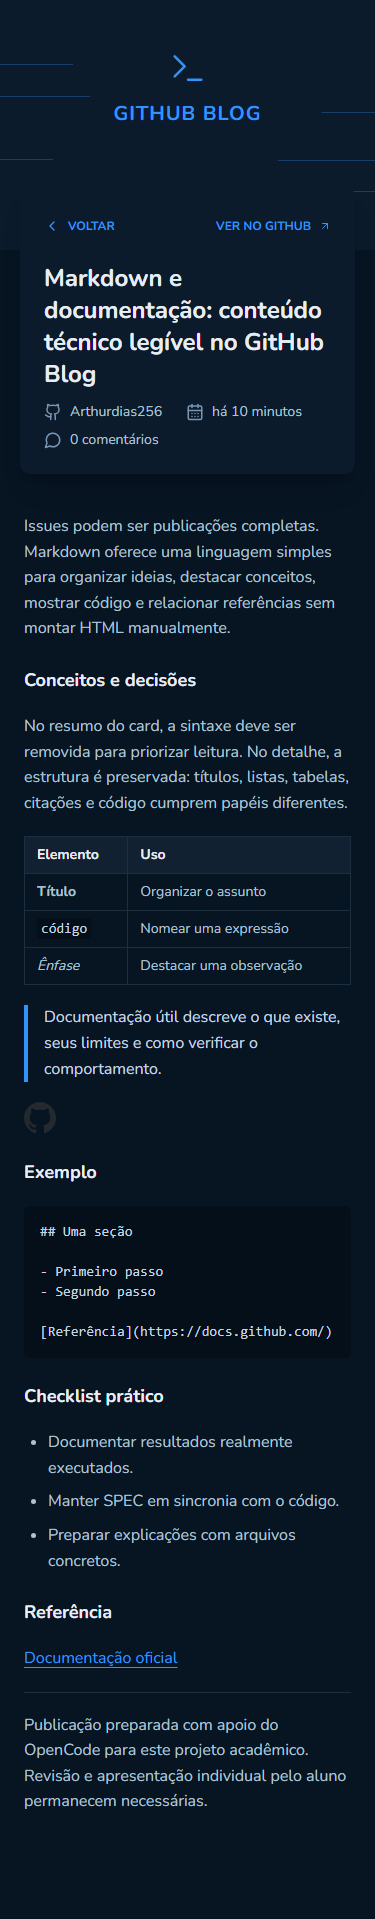 GITHUB BLOG
VOLTAR VER NO GITHUB
Markdown e
documentação: conteúdo
técnico legível no GitHub
Blog
Arthurdias256 há 10 minutos
0 comentários
Issues podem ser publicações completas.
Markdown oferece uma linguagem simples
para organizar ideias, destacar conceitos,
mostrar código e relacionar referências sem
montar HTML manualmente.
Conceitos e decisões
No resumo do card, a sintaxe deve ser
removida para priorizar leitura. No detalhe, a
estrutura é preservada: títulos, listas, tabelas,
citações e código cumprem papéis diferentes.
Elemento Uso
Título Organizar o assunto
código Nomear uma expressão
Ênfase Destacar uma observação
Documentação útil descreve o que existe,
seus limites e como verificar o
comportamento.
Exemplo
## Uma seção
- Primeiro passo
- Segundo passo
[Referência](https://docs.github.com/)
Checklist prático
• Documentar resultados realmente
executados.
• Manter SPEC em sincronia com o código.
• Preparar explicações com arquivos
concretos.
Referência
Documentação oficial
Publicação preparada com apoio do
OpenCode para este projeto acadêmico.
Revisão e apresentação individual pelo aluno
permanecem necessárias.